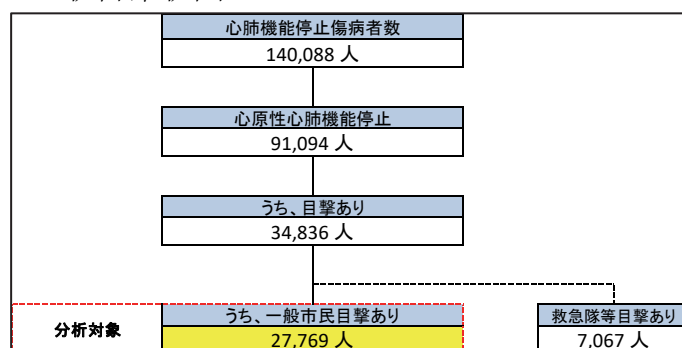 心肺機能停止傷病者数
140,088 人
心原性心肺機能停止
91,094 人
うち、目撃あり
34,836 人
分析対象
うち、一般市民目撃あり
27,769 人
救急隊等目撃あり
7,067 人